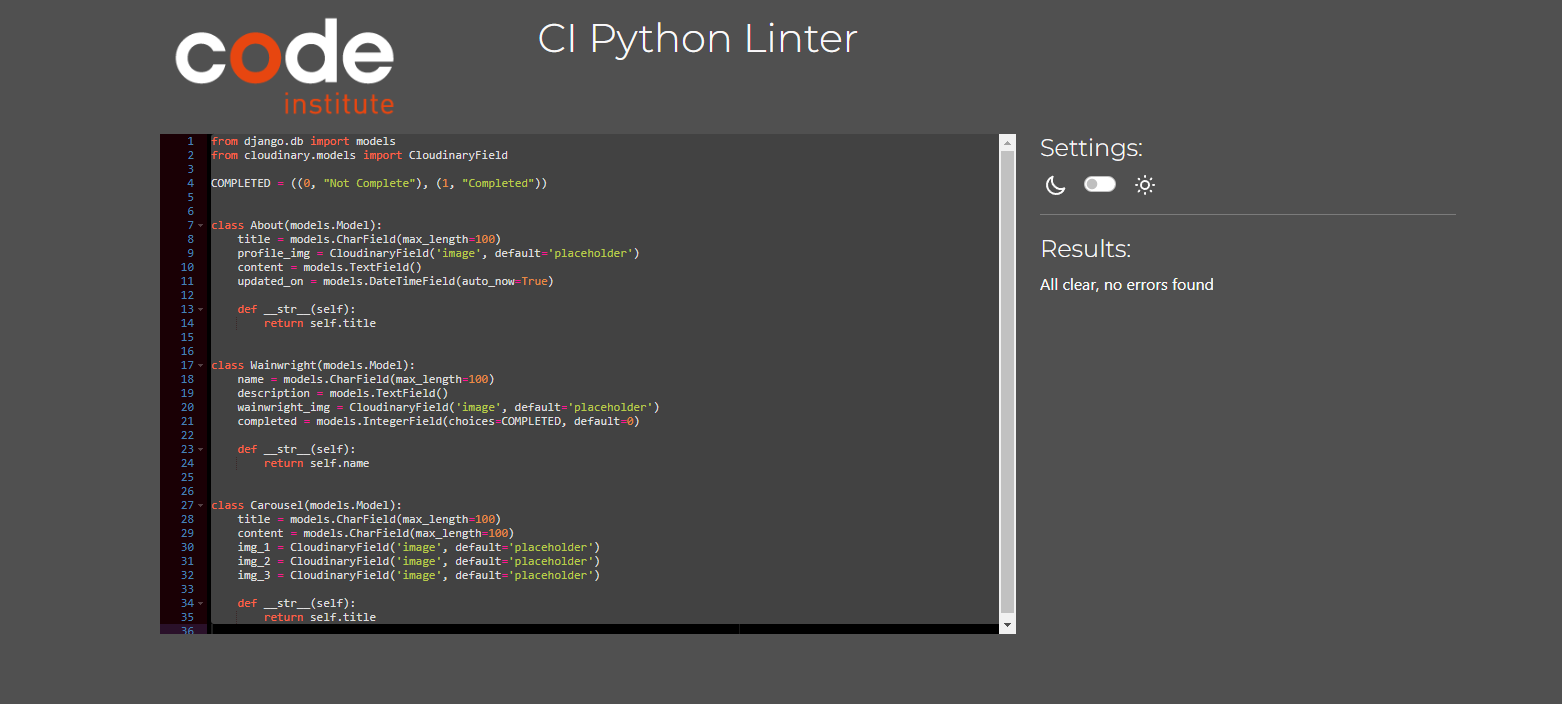 code
institute
CI Python Linter
1 from django.db import models
2 from cloudinary.models import CloudinaryField
3
4 COMPLETED = ((0, "Not Complete"), (1, "Completed"))
5
6
7 class About(models.Model):
8     title = models.CharField(max_length=100)
9     profile_img = CloudinaryField('image', default='placeholder')
10     content = models.TextField()
11     updated_on = models.DateTimeField(auto_now=True)
12
13     def __str__(self):
14         return self.title
15
16
17 class Wainwright(models.Model):
18     name = models.CharField(max_length=100)
19     description = models.TextField()
20     wainwright_img = CloudinaryField('image', default='placeholder')
21     completed = models.IntegerField(choices=COMPLETED, default=0)
22
23     def __str__(self):
24         return self.name
25
26
27 class Carousel(models.Model):
28     title = models.CharField(max_length=100)
29     content = models.CharField(max_length=100)
30     img_1 = CloudinaryField('image', default='placeholder')
31     img_2 = CloudinaryField('image', default='placeholder')
32     img_3 = CloudinaryField('image', default='placeholder')
33
34     def __str__(self):
35         return self.title
36
Settings:
Results:
All clear, no errors found